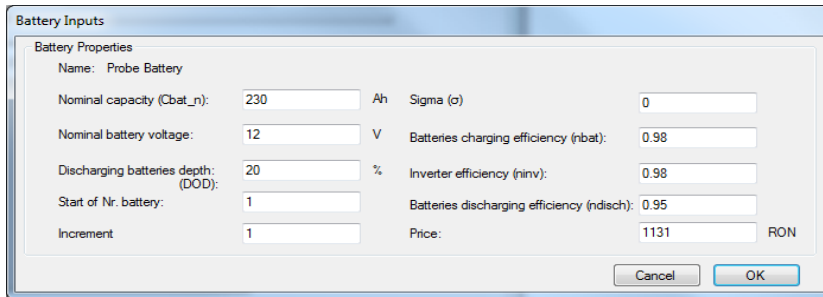 Battery Inputs
Battery Properties
Name: Probe Battery
Nominal capacity (Cbat_n): 230 Ah
Nominal battery voltage: 12 V
Discharging batteries depth: 20 %
(DOD):
Start of Nr. battery: 1
Increment 1
Sigma (σ) 0
Batteries charging efficiency (nbat): 0.98
Inverter efficiency (ninv): 0.98
Batteries discharging efficiency (ndisch): 0.95
Price: 1131 RON
Cancel OK